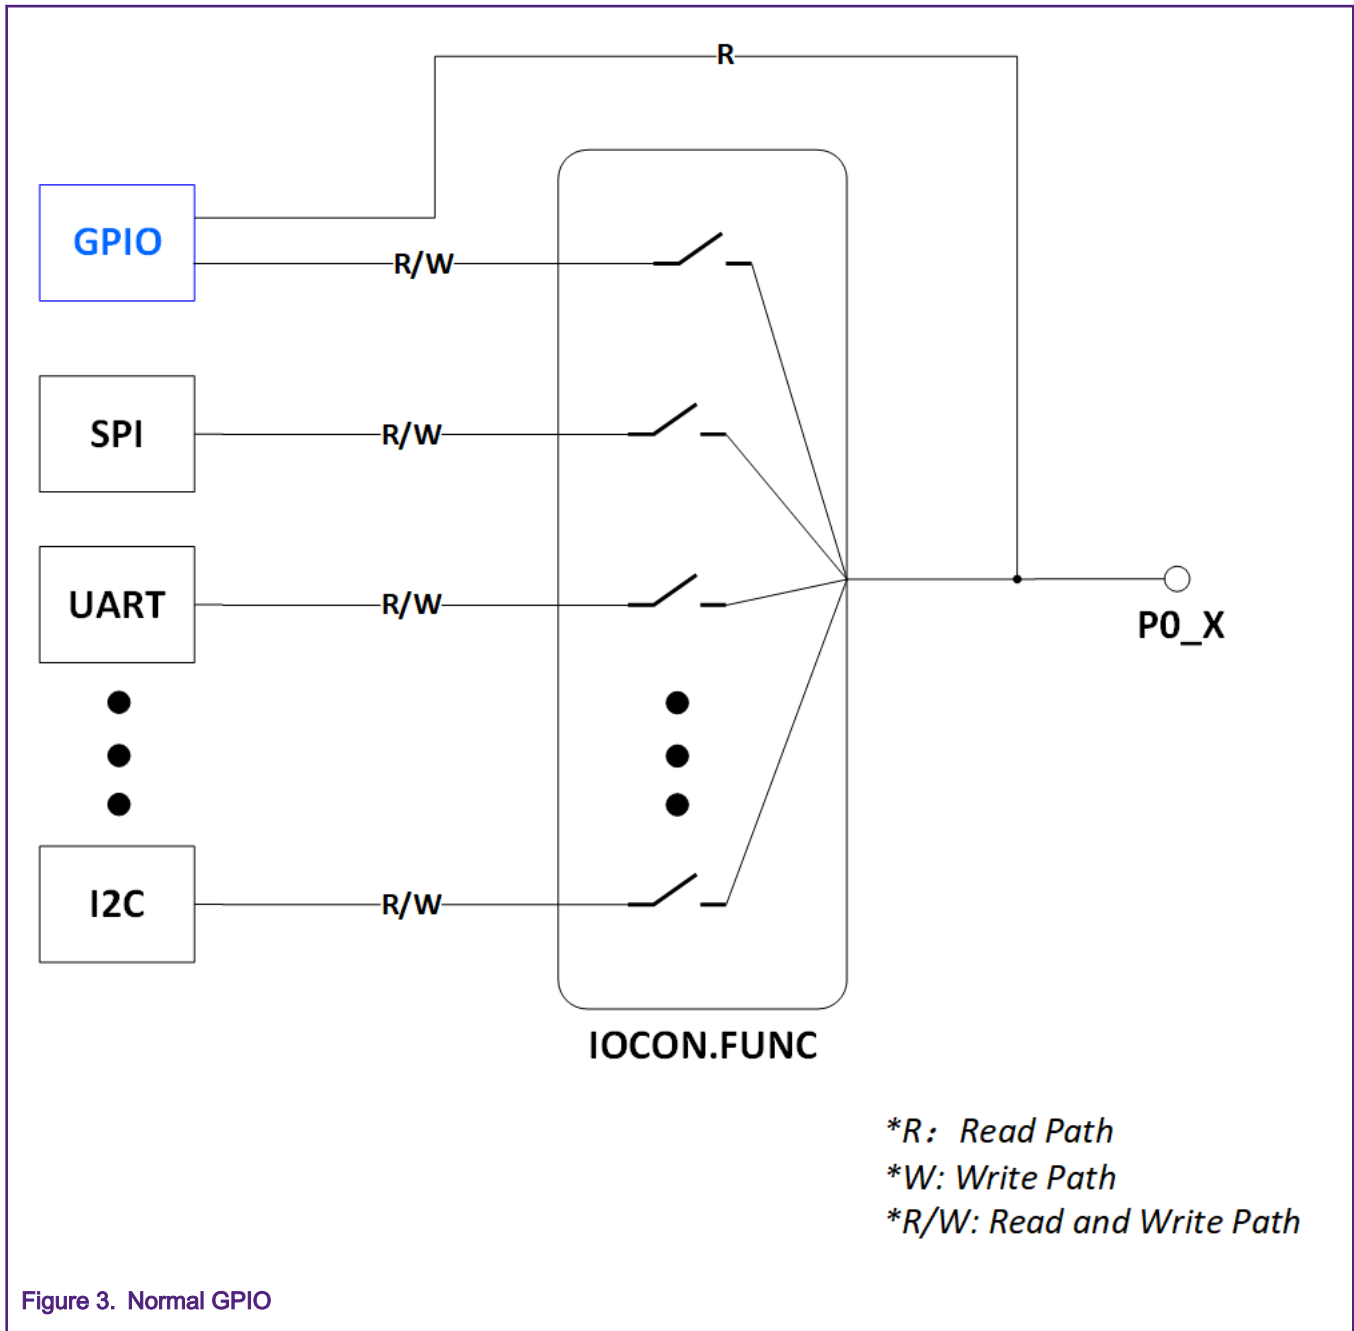 R
GPIO
R/W
SPI
R/W
UART
R/W
P0_X
I2C
R/W
IOCON.FUNC
*R：Read Path
*W: Write Path
*R/W: Read and Write Path
Figure 3. Normal GPIO